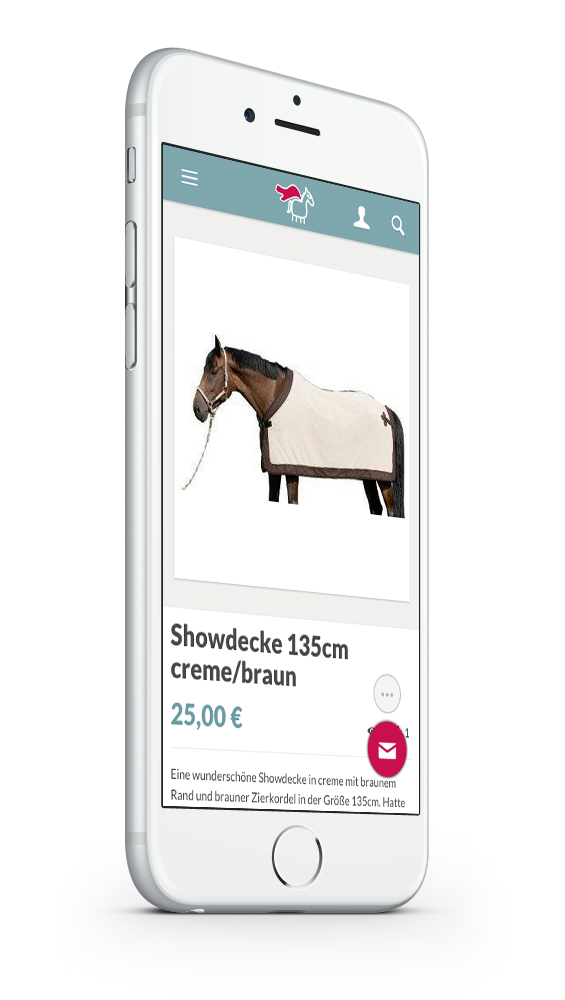 Showdecke 135cm
creme/braun
25,00 €
1
Eine wunderschöne Showdecke in creme mit braunem
Rand und brauner Zierkordel in der Größe 135cm. Hatte